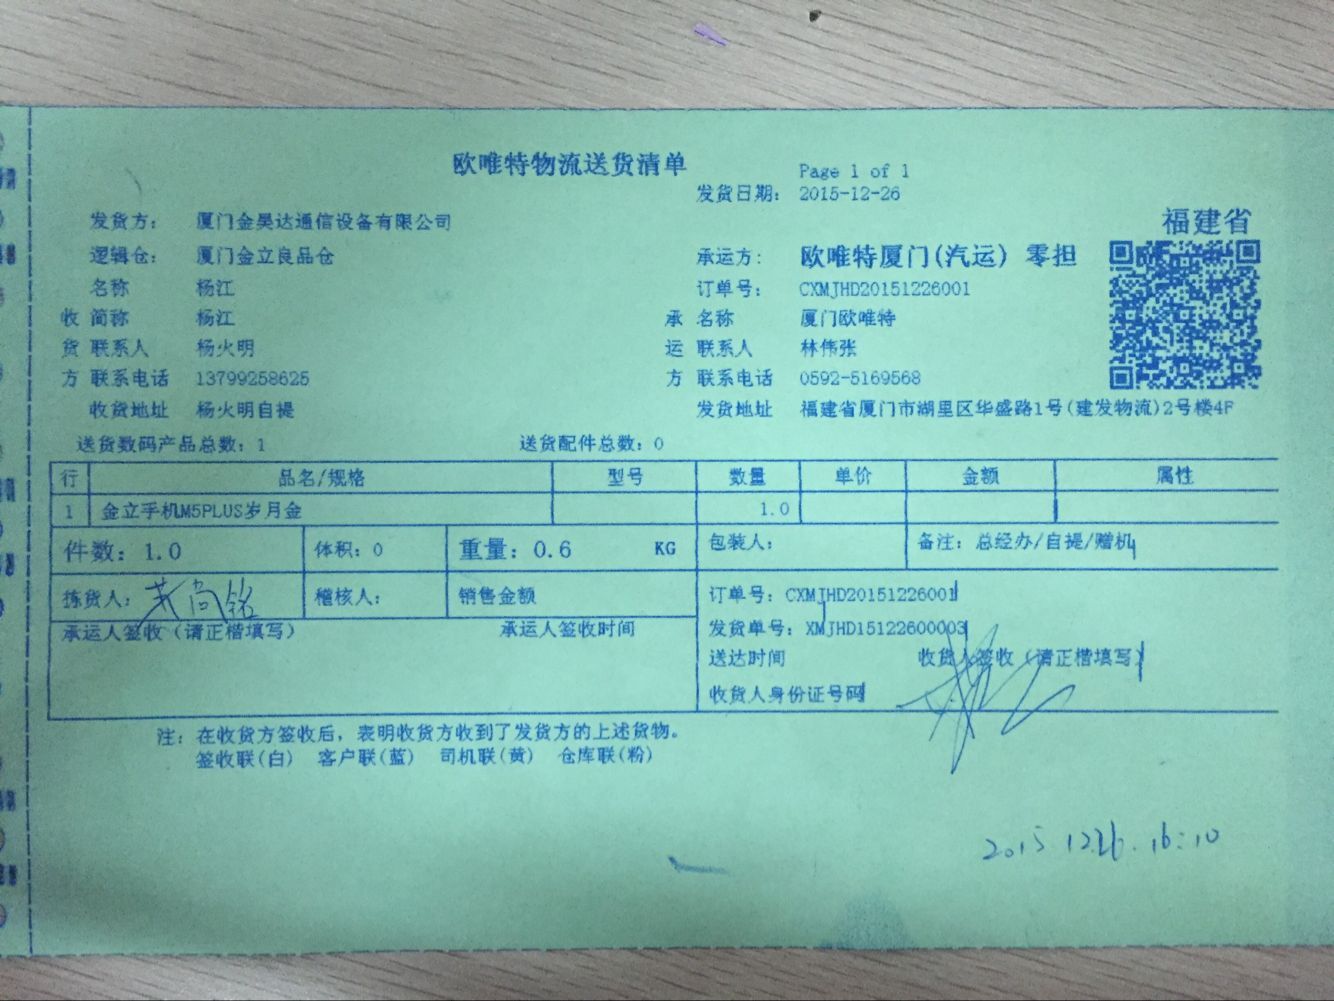 欧唯特物流送货清单
Page 1 of 1
发货日期: 2015-12-26
发货方: 厦门金昊达通信设备有限公司
福建省
逻辑仓: 厦门金立良品仓 承运方: 欧唯特厦门(汽运) 零担
名称 杨江 订单号: CXMJHD20151226001
收 简称 杨江 承 名称 厦门欧唯特
货 联系人 杨火明 运 联系人 林伟张
方 联系电话 13799258625 方 联系电话 0592-5169568
收货地址 杨火明自提 发货地址 福建省厦门市湖里区华盛路1号(建发物流)2号楼4F
送货数码产品总数: 1 送货配件总数: 0
行 品名/规格 型号 数量 单价 金额 属性
1 金立手机M5PLUS岁月金 1.0
件数: 1.0 体积: 0 重量: 0.6 KG 包装人: 备注: 总经办/自提/赠机
拣货人: 尚铭 稽核人: 销售金额 订单号: CXMJHD20151226001
承运人签收(请正楷填写) 承运人签收时间 发货单号: XMJHD15122600003
送达时间 收货人签收(请正楷填写)
收货人身份证号码
注: 在收货方签收后, 表明收货方收到了发货方的上述货物。
签收联(白) 客户联(蓝) 司机联(黄) 仓库联(粉)
2015 12 26. 16:10